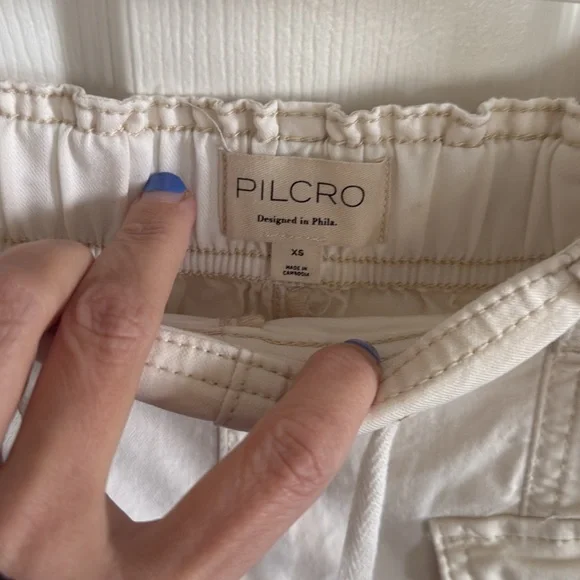 PILCRO
Designed in Phila.
XS
MADE IN
CAMBODIA